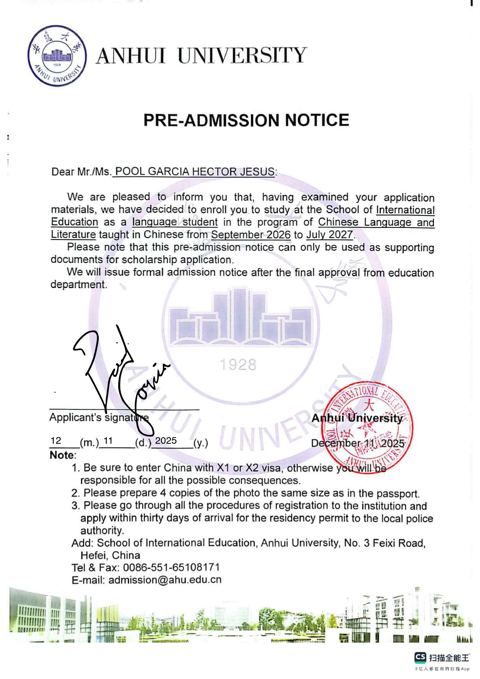 ANHUI UNIVERSITY
PRE-ADMISSION NOTICE
Dear Mr./Ms. POOL GARCIA HECTOR JESUS:
We are pleased to inform you that, having examined your application
materials, we have decided to enroll you to study at the School of International
Education as a language student in the program of Chinese Language and
Literature taught in Chinese from September 2026 to July 2027.
Please note that this pre-admission notice can only be used as supporting
documents for scholarship application.
We will issue formal admission notice after the final approval from education
department.
1928
ANHUI UNIVERSITY
Applicant's signature
Anhui University
12 (m.) 11 (d.) 2025 (y.)
December 11, 2025
Note:
1. Be sure to enter China with X1 or X2 visa, otherwise you will be
responsible for all the possible consequences.
2. Please prepare 4 copies of the photo the same size as in the passport.
3. Please go through all the procedures of registration to the institution and
apply within thirty days of arrival for the residency permit to the local police
authority.
Add: School of International Education, Anhui University, No. 3 Feixi Road,
Hefei, China
Tel & Fax: 0086-551-65108171
E-mail: admission@ahu.edu.cn
CS 扫描全能王